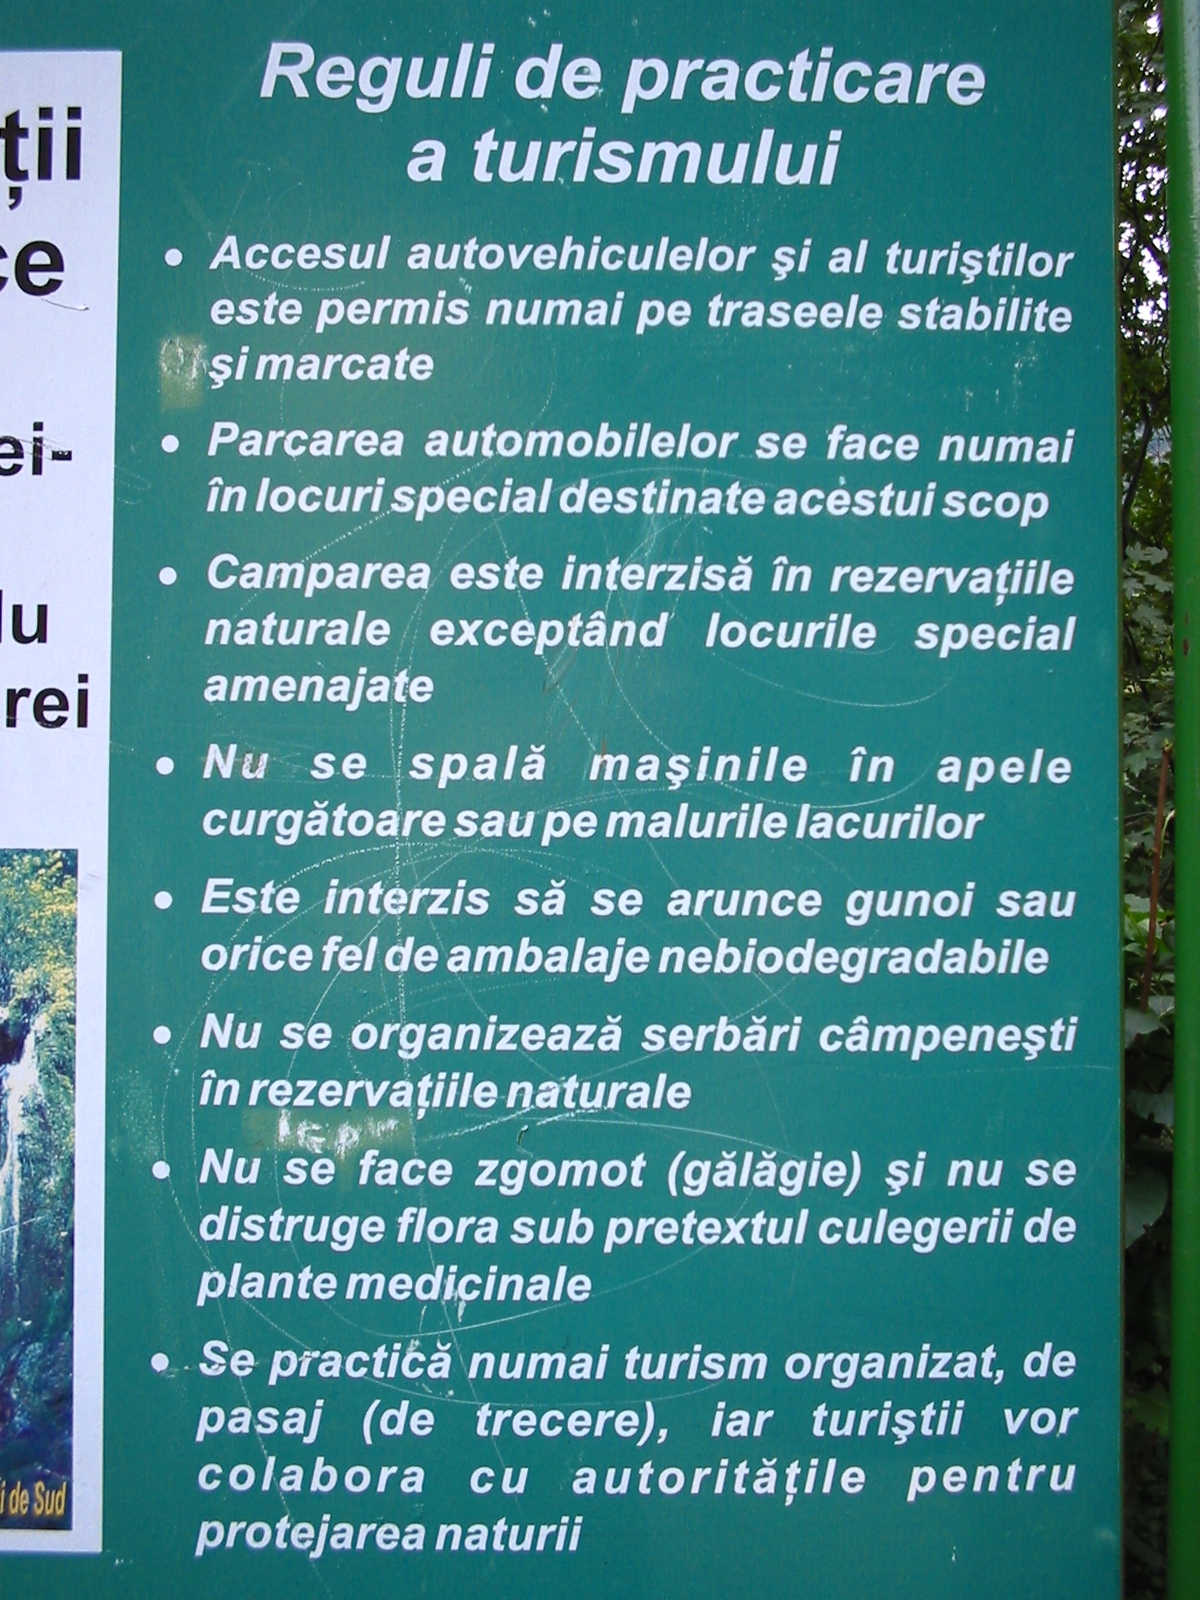 ții
ce
ei-
lu
rei
i de Sud
Reguli de practicare
a turismului
• Accesul autovehiculelor şi al turiştilor
este permis numai pe traseele stabilite
şi marcate
• Parcarea automobilelor se face numai
în locuri special destinate acestui scop
• Camparea este interzisă în rezervațiile
naturale exceptând locurile special
amenajate
• Nu se spală maşinile în apele
curgătoare sau pe malurile lacurilor
• Este interzis să se arunce gunoi sau
orice fel de ambalaje nebiodegradabile
• Nu se organizează serbări câmpeneşti
în rezervațiile naturale
• Nu se face zgomot (gălăgie) şi nu se
distruge flora sub pretextul culegerii de
plante medicinale
• Se practică numai turism organizat, de
pasaj (de trecere), iar turiştii vor
colabora cu autoritățile pentru
protejarea naturii